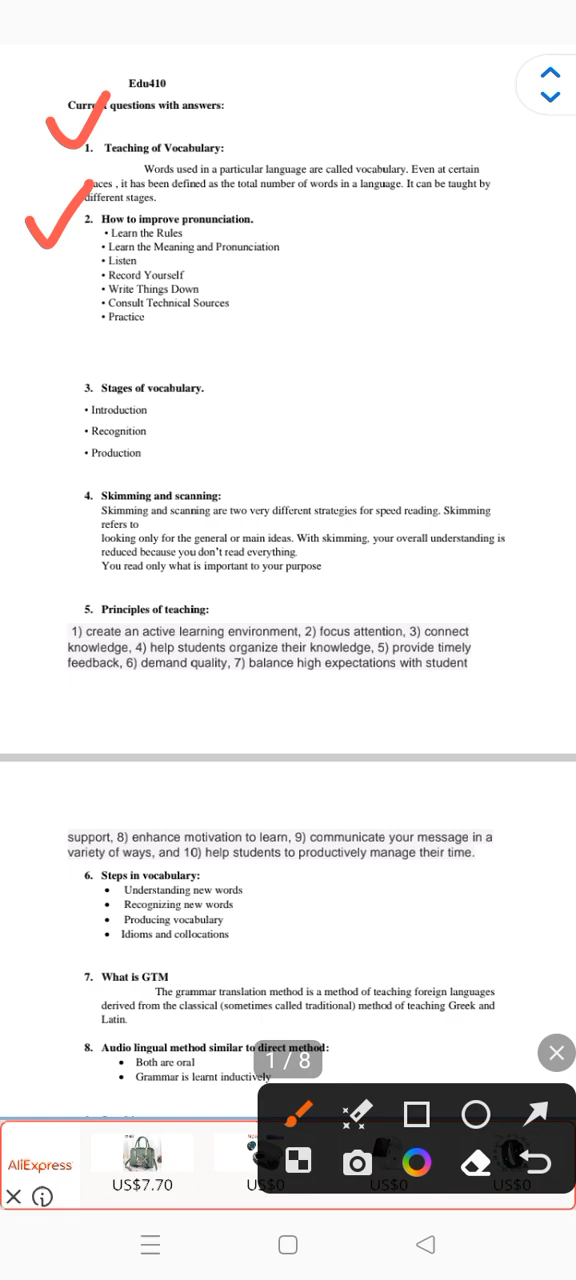 Edu410
Current questions with answers:
1. Teaching of Vocabulary:
Words used in a particular language are called vocabulary. Even at certain
, it has been defined as the total number of words in a language. It can be taught by
different stages.
2. How to improve pronunciation.
• Learn the Rules
• Learn the Meaning and Pronunciation
• Listen
• Record Yourself
• Write Things Down
• Consult Technical Sources
• Practice
3. Stages of vocabulary.
• Introduction
• Recognition
• Production
4. Skimming and scanning:
Skimming and scanning are two very different strategies for speed reading. Skimming
refers to
looking only for the general or main ideas. With skimming, your overall understanding is
reduced because you don't read everything.
You read only what is important to your purpose
5. Principles of teaching:
1) create an active learning environment, 2) focus attention, 3) connect
knowledge, 4) help students organize their knowledge, 5) provide timely
feedback, 6) demand quality, 7) balance high expectations with student
support, 8) enhance motivation to learn, 9) communicate your message in a
variety of ways, and 10) help students to productively manage their time.
6. Steps in vocabulary:
• Understanding new words
• Recognizing new words
• Producing vocabulary
• Idioms and collocations
7. What is GTM
The grammar translation method is a method of teaching foreign languages
derived from the classical (sometimes called traditional) method of teaching Greek and
Latin.
8. Audio lingual method similar to direct method:
• Both are oral
• Grammar is learnt inductively
1 / 8
AliExpress
US$7.70
US$0
US$0
US$0